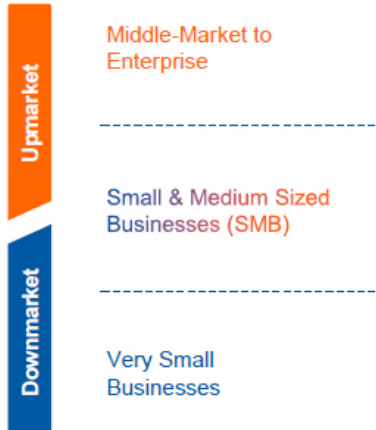 Upmarket
Middle-Market to
Enterprise
Small & Medium Sized
Businesses (SMB)
Downmarket
Very Small
Businesses